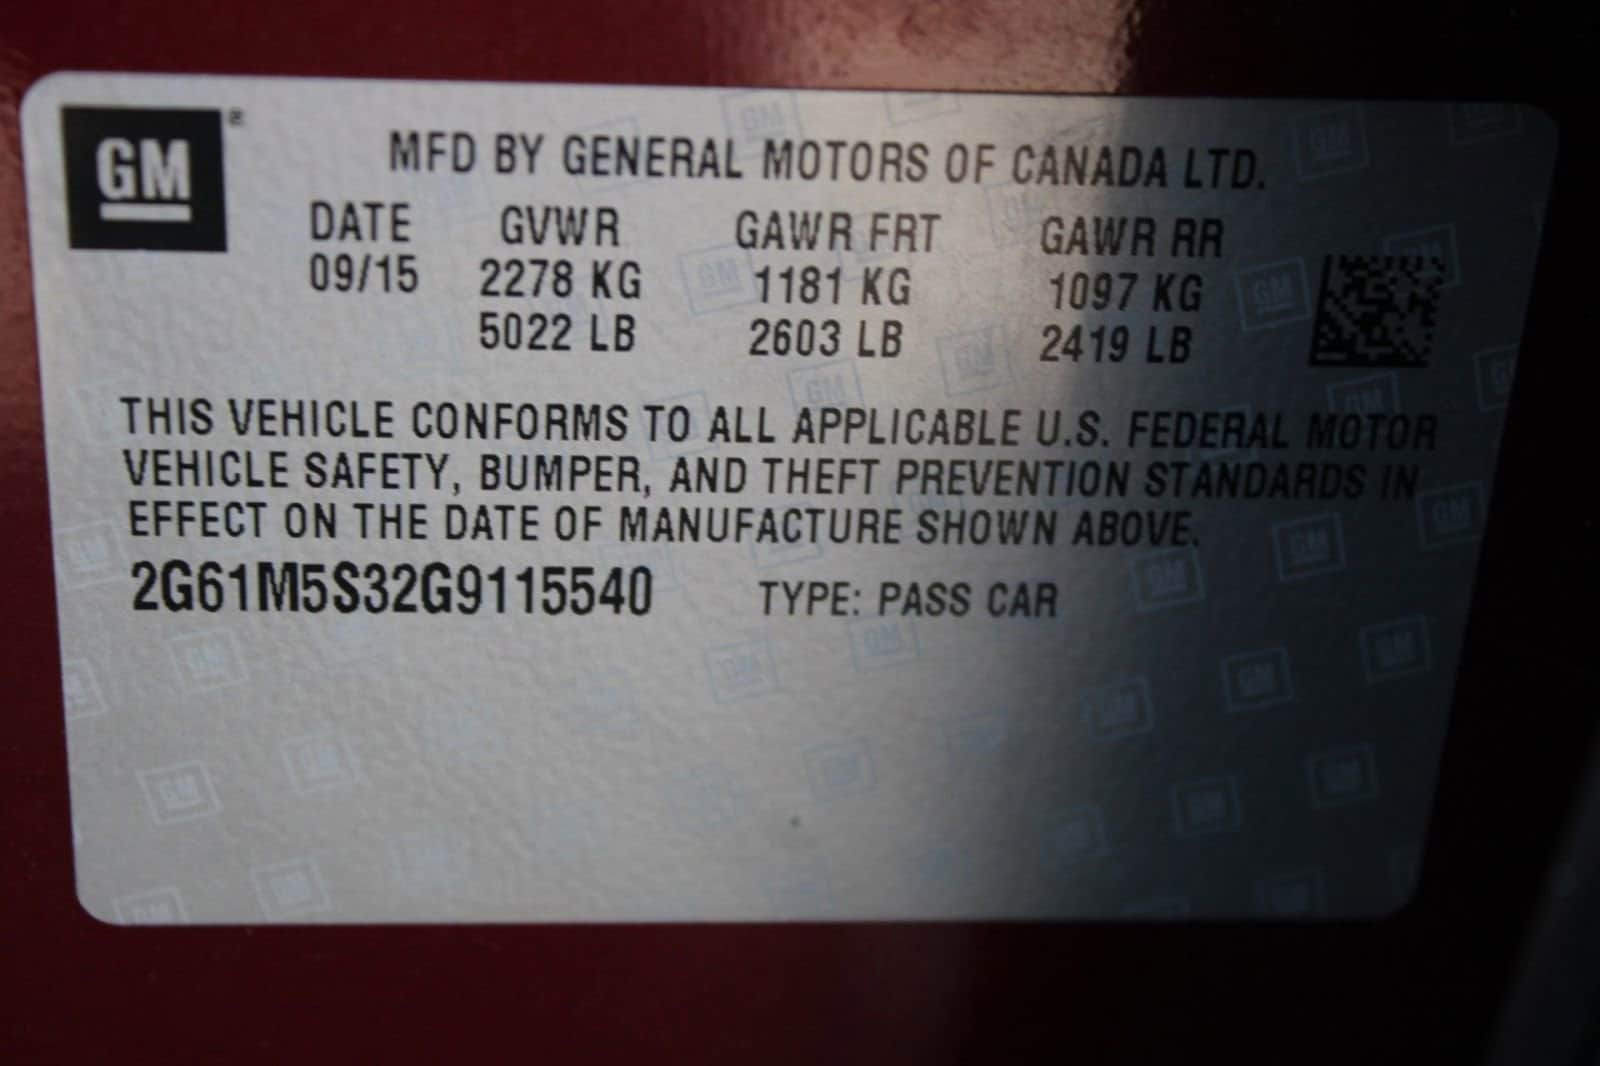 GM®
MFD BY GENERAL MOTORS OF CANADA LTD.
DATE GVWR GAWR FRT GAWR RR
09/15 2278 KG 1181 KG 1097 KG
5022 LB 2603 LB 2419 LB
THIS VEHICLE CONFORMS TO ALL APPLICABLE U.S. FEDERAL MOTOR
VEHICLE SAFETY, BUMPER, AND THEFT PREVENTION STANDARDS IN
EFFECT ON THE DATE OF MANUFACTURE SHOWN ABOVE.
2G61M5S32G9115540 TYPE: PASS CAR